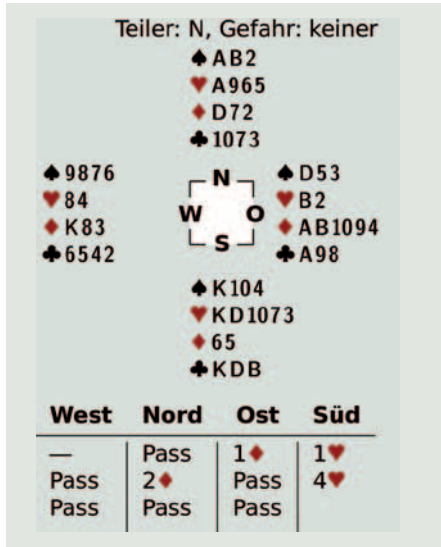 Teiler: N, Gefahr: keiner
♠ AB2
♥ A965
♦ D72
♣ 1073
♠ 9876
♥ 84
♦ K83
♣ 6542
N
W O
S
♠ D53
♥ B2
♦ AB1094
♣ A98
♠ K104
♥ KD1073
♦ 65
♣ KDB
West Nord Ost Süd
— Pass 1♦ 1♥
Pass 2♦ Pass 4♥
Pass Pass Pass